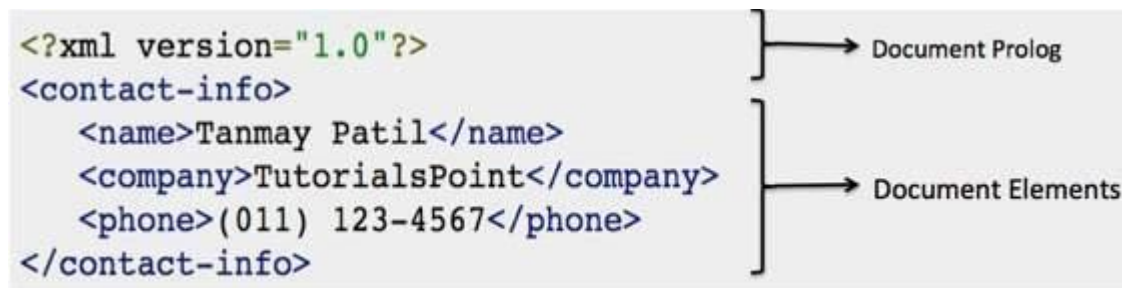 <?xml version="1.0"?>
Document Prolog
<contact-info>
<name>Tanmay Patil</name>
<company>TutorialsPoint</company>
<phone>(011) 123-4567</phone>
</contact-info>
Document Elements